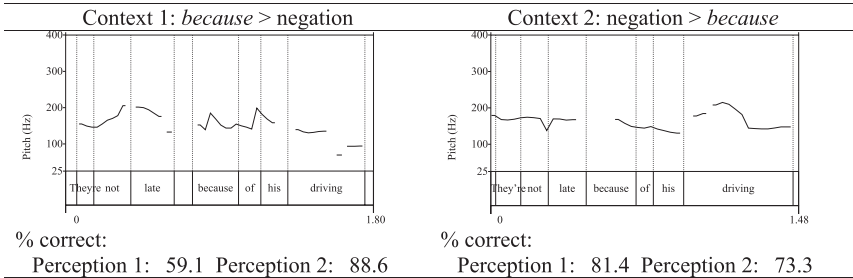 Context 1: because > negation
Context 2: negation > because
400
300
200
100
25
Pitch (Hz)
They're not late because of his driving
0 1.80
400
300
200
100
25
Pitch (Hz)
They're not late because of his driving
0 1.48
% correct:
Perception 1: 59.1 Perception 2: 88.6
% correct:
Perception 1: 81.4 Perception 2: 73.3